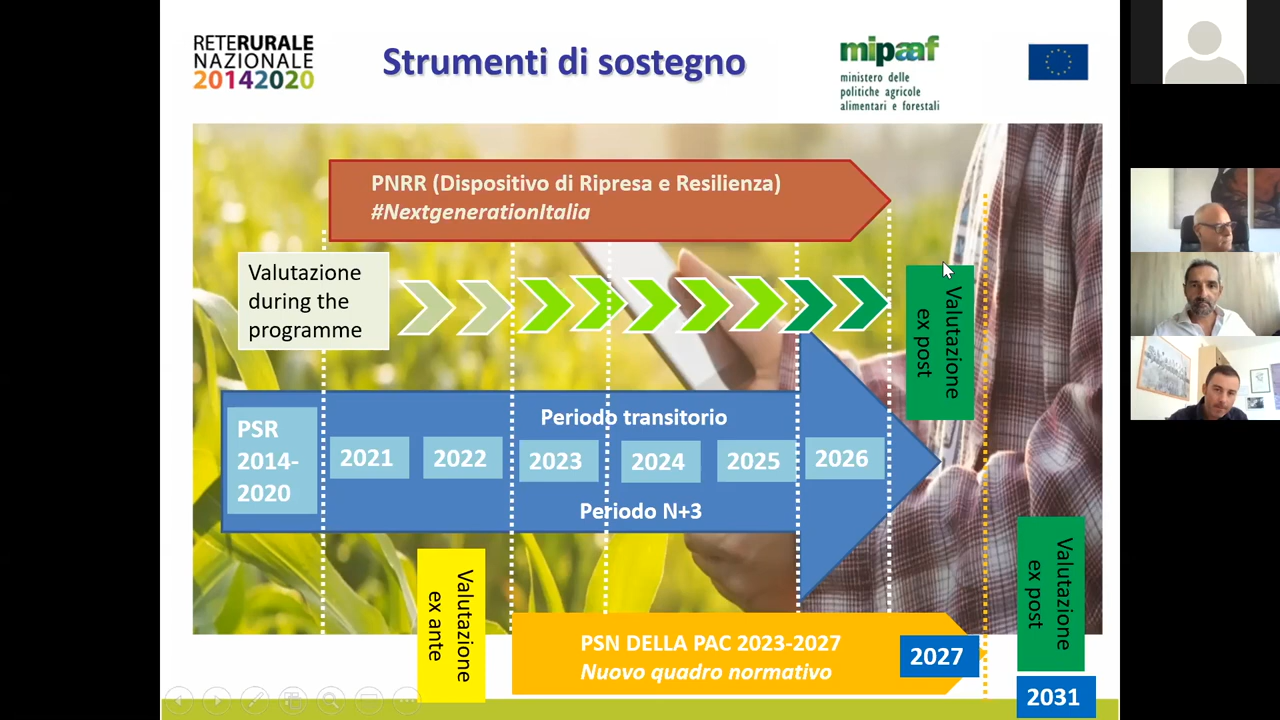 RETERURALE
NAZIONALE
20142020
Strumenti di sostegno
mipaaf
ministero delle
politiche agricole
alimentari e forestali
PNRR (Dispositivo di Ripresa e Resilienza)
#NextgenerationItalia
Valutazione
during the
programme
Valutazione
ex post
PSR
2014-
2020
Periodo transitorio
2021
2022
2023
2024
2025
2026
Periodo N+3
Valutazione
ex ante
Valutazione
ex post
PSN DELLA PAC 2023-2027
Nuovo quadro normativo
2027
2031